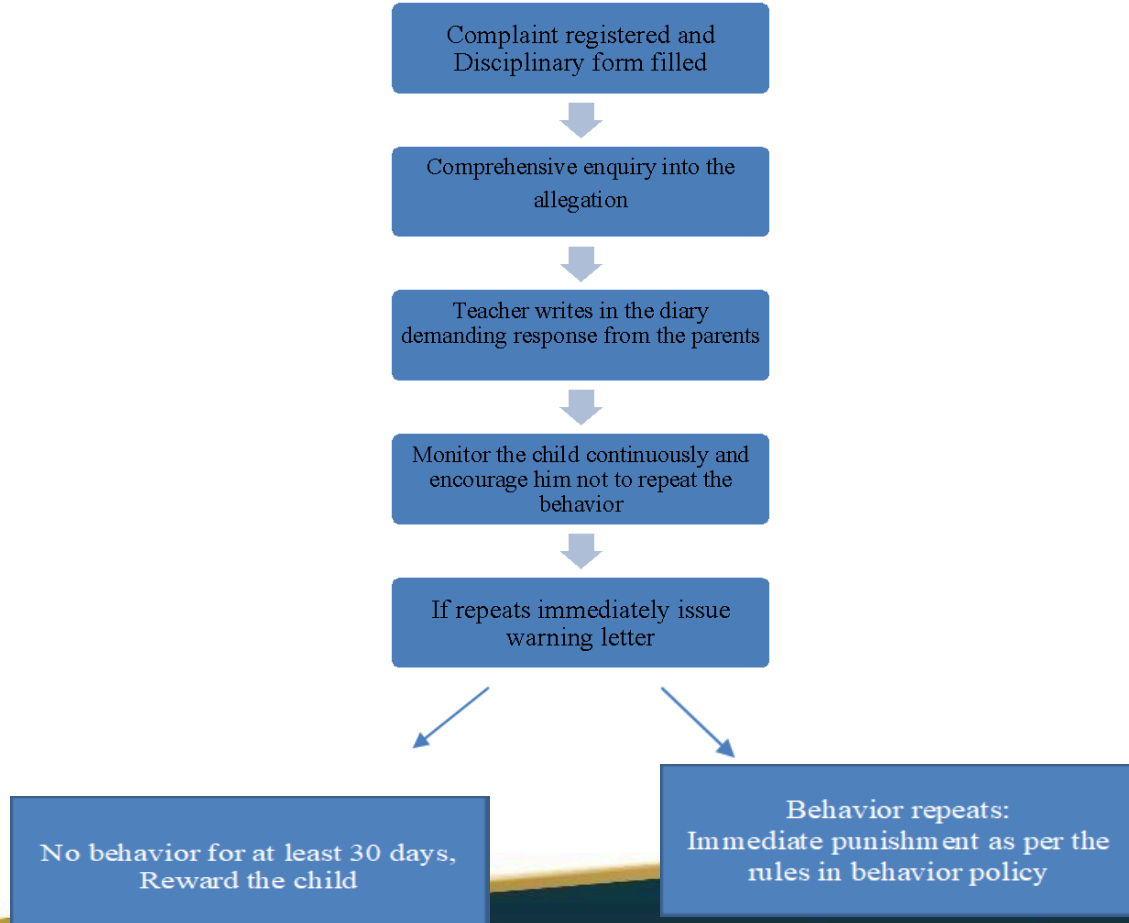 Complaint registered and
Disciplinary form filled
Comprehensive enquiry into the
allegation
Teacher writes in the diary
demanding response from the parents
Monitor the child continuously and
encourage him not to repeat the
behavior
If repeats immediately issue
warning letter
No behavior for at least 30 days,
Reward the child
Behavior repeats:
Immediate punishment as per the
rules in behavior policy